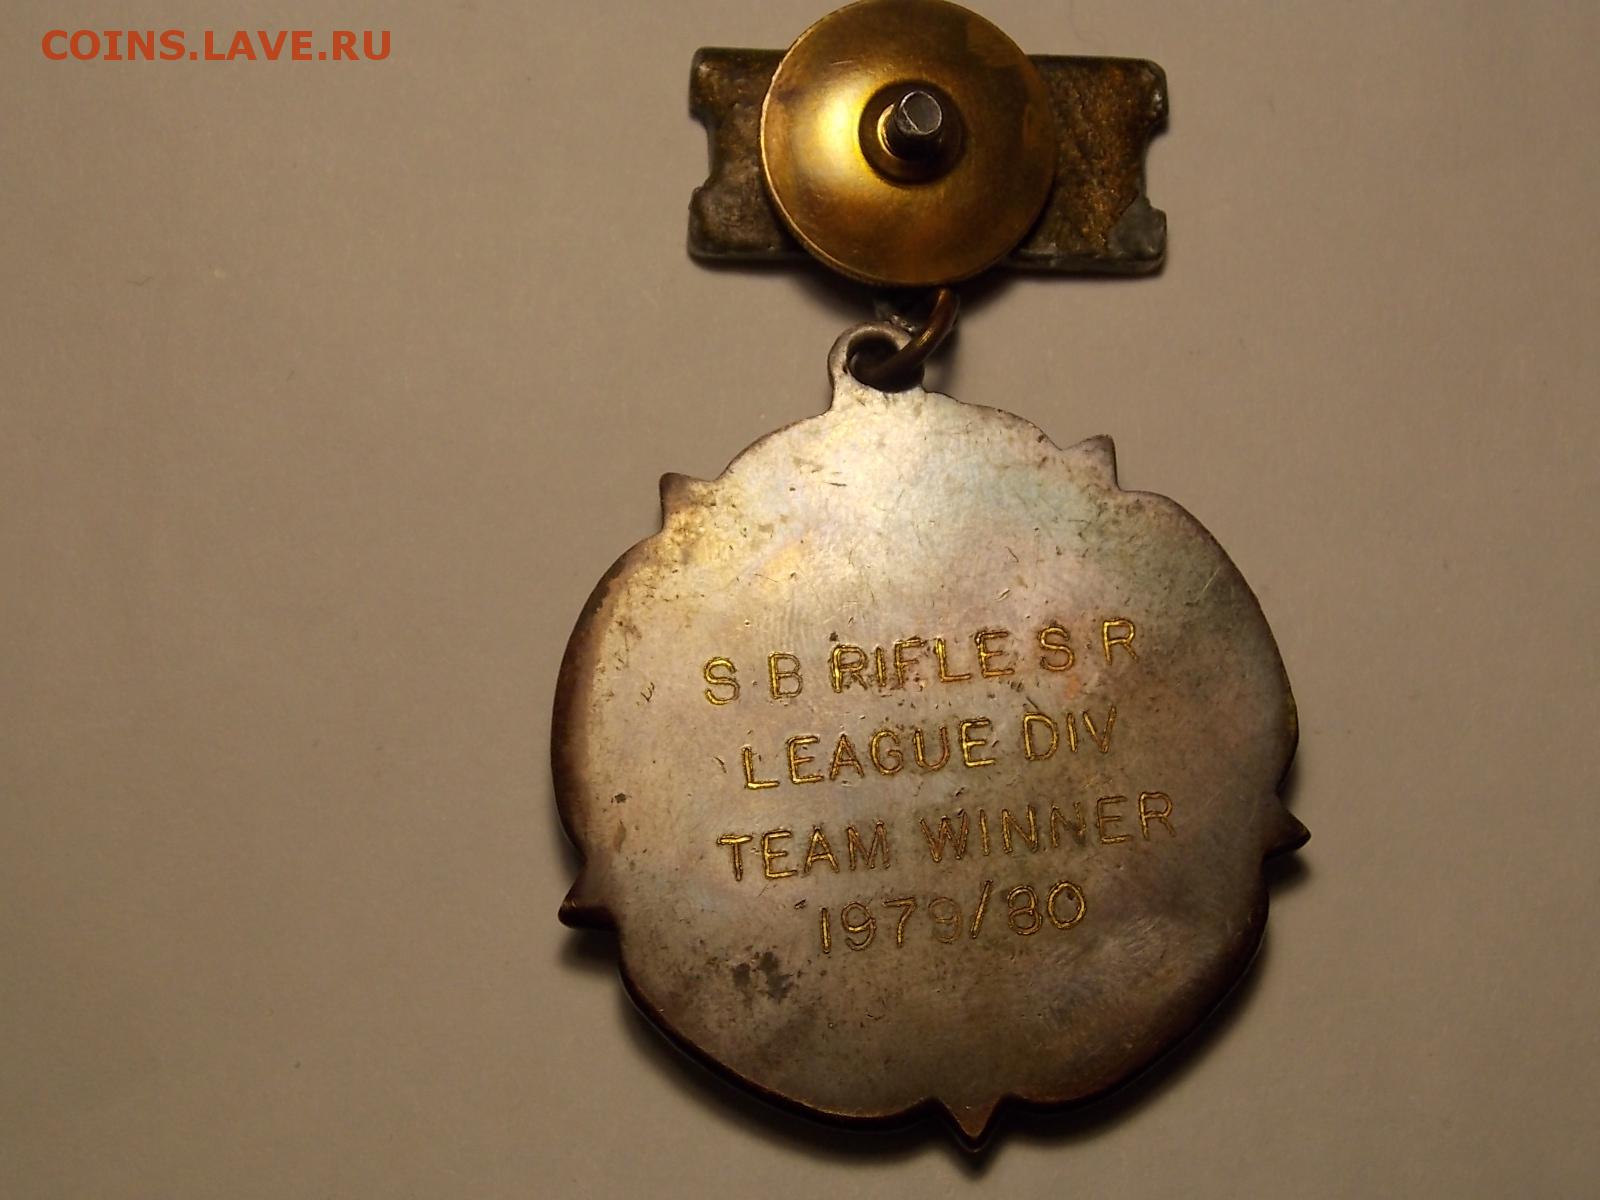 COINS.LAVE.RU
S B RIFLE S R
LEAGUE DIV
TEAM WINNER
1979/80